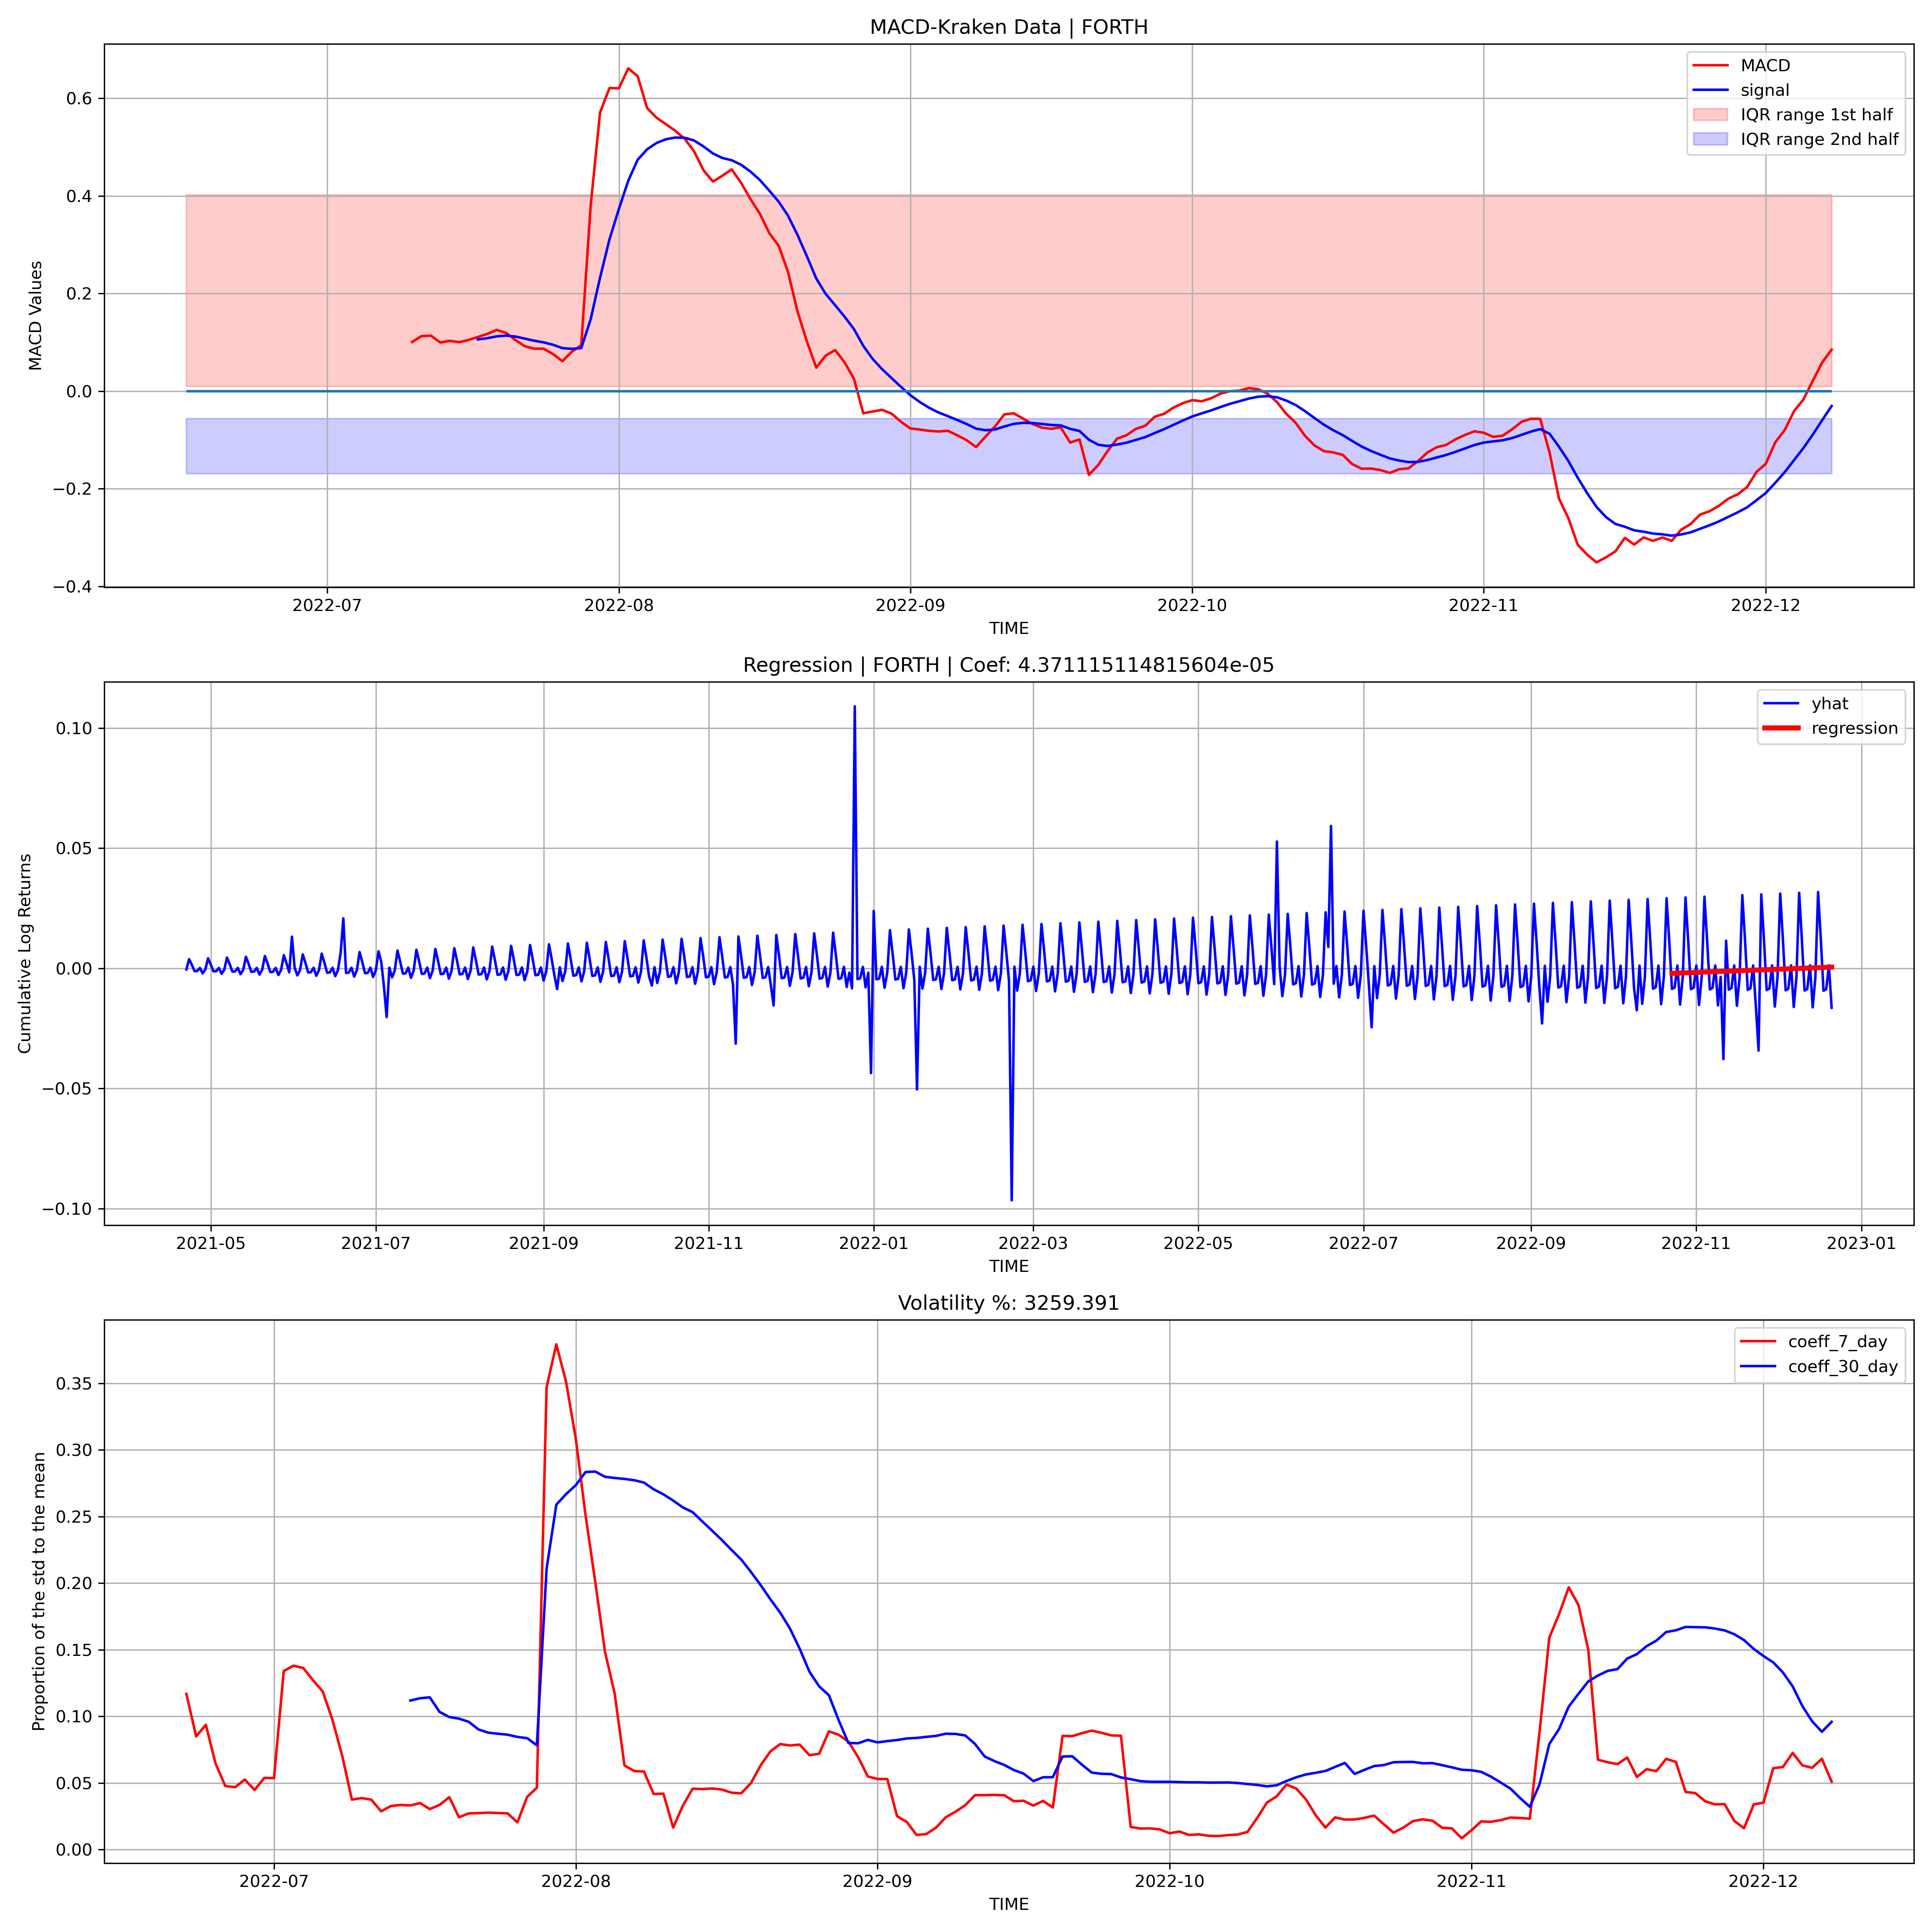 MACD-Kraken Data | FORTH
MACD Values
0.6
0.4
0.2
0.0
−0.2
−0.4
MACD
signal
IQR range 1st half
IQR range 2nd half
2022-07 2022-08 2022-09 2022-10 2022-11 2022-12
TIME
Regression | FORTH | Coef: 4.371115114815604e-05
Cumulative Log Returns
0.10
0.05
0.00
−0.05
−0.10
yhat
regression
2021-05 2021-07 2021-09 2021-11 2022-01 2022-03 2022-05 2022-07 2022-09 2022-11 2023-01
TIME
Volatility %: 3259.391
Proportion of the std to the mean
0.35
0.30
0.25
0.20
0.15
0.10
0.05
0.00
coeff_7_day
coeff_30_day
2022-07 2022-08 2022-09 2022-10 2022-11 2022-12
TIME